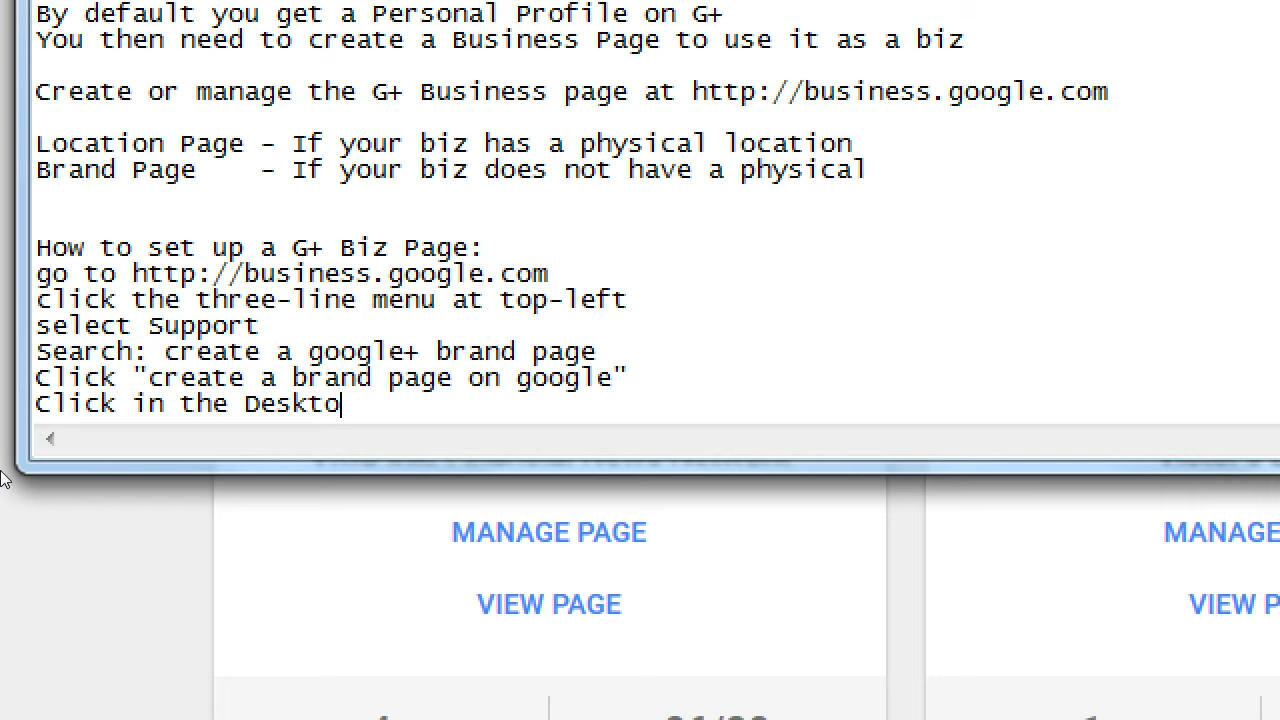 By default you get a Personal Profile on G+
You then need to create a Business Page to use it as a biz
Create or manage the G+ Business page at http://business.google.com
Location Page - If your biz has a physical location
Brand Page    - If your biz does not have a physical
How to set up a G+ Biz Page:
go to http://business.google.com
click the three-line menu at top-left
select Support
Search: create a google+ brand page
Click "create a brand page on google"
Click in the Deskto
MANAGE PAGE
MANAGE
VIEW PAGE
VIEW P